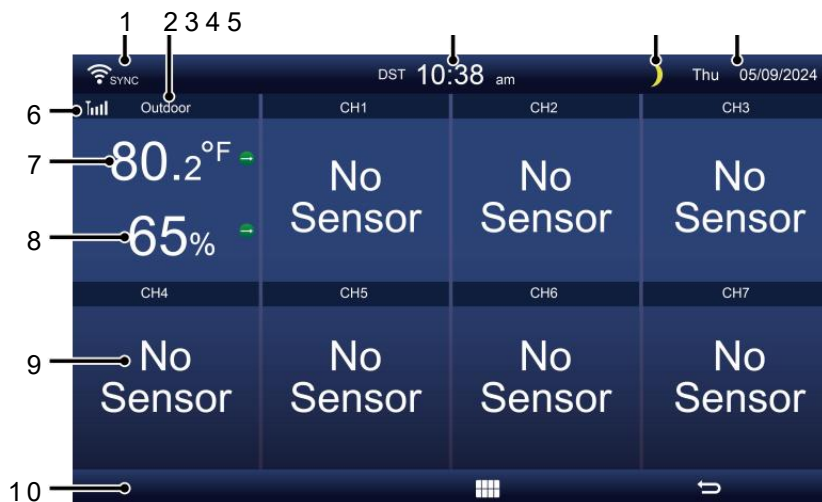 1 2 3 4 5
SYNC DST 10:38 am Thu 05/09/2024
6 Outdoor CH1 CH2 CH3
7 80.2°F
No Sensor
No Sensor
No Sensor
8 65%
CH4 CH5 CH6 CH7
9
No Sensor
No Sensor
No Sensor
No Sensor
10